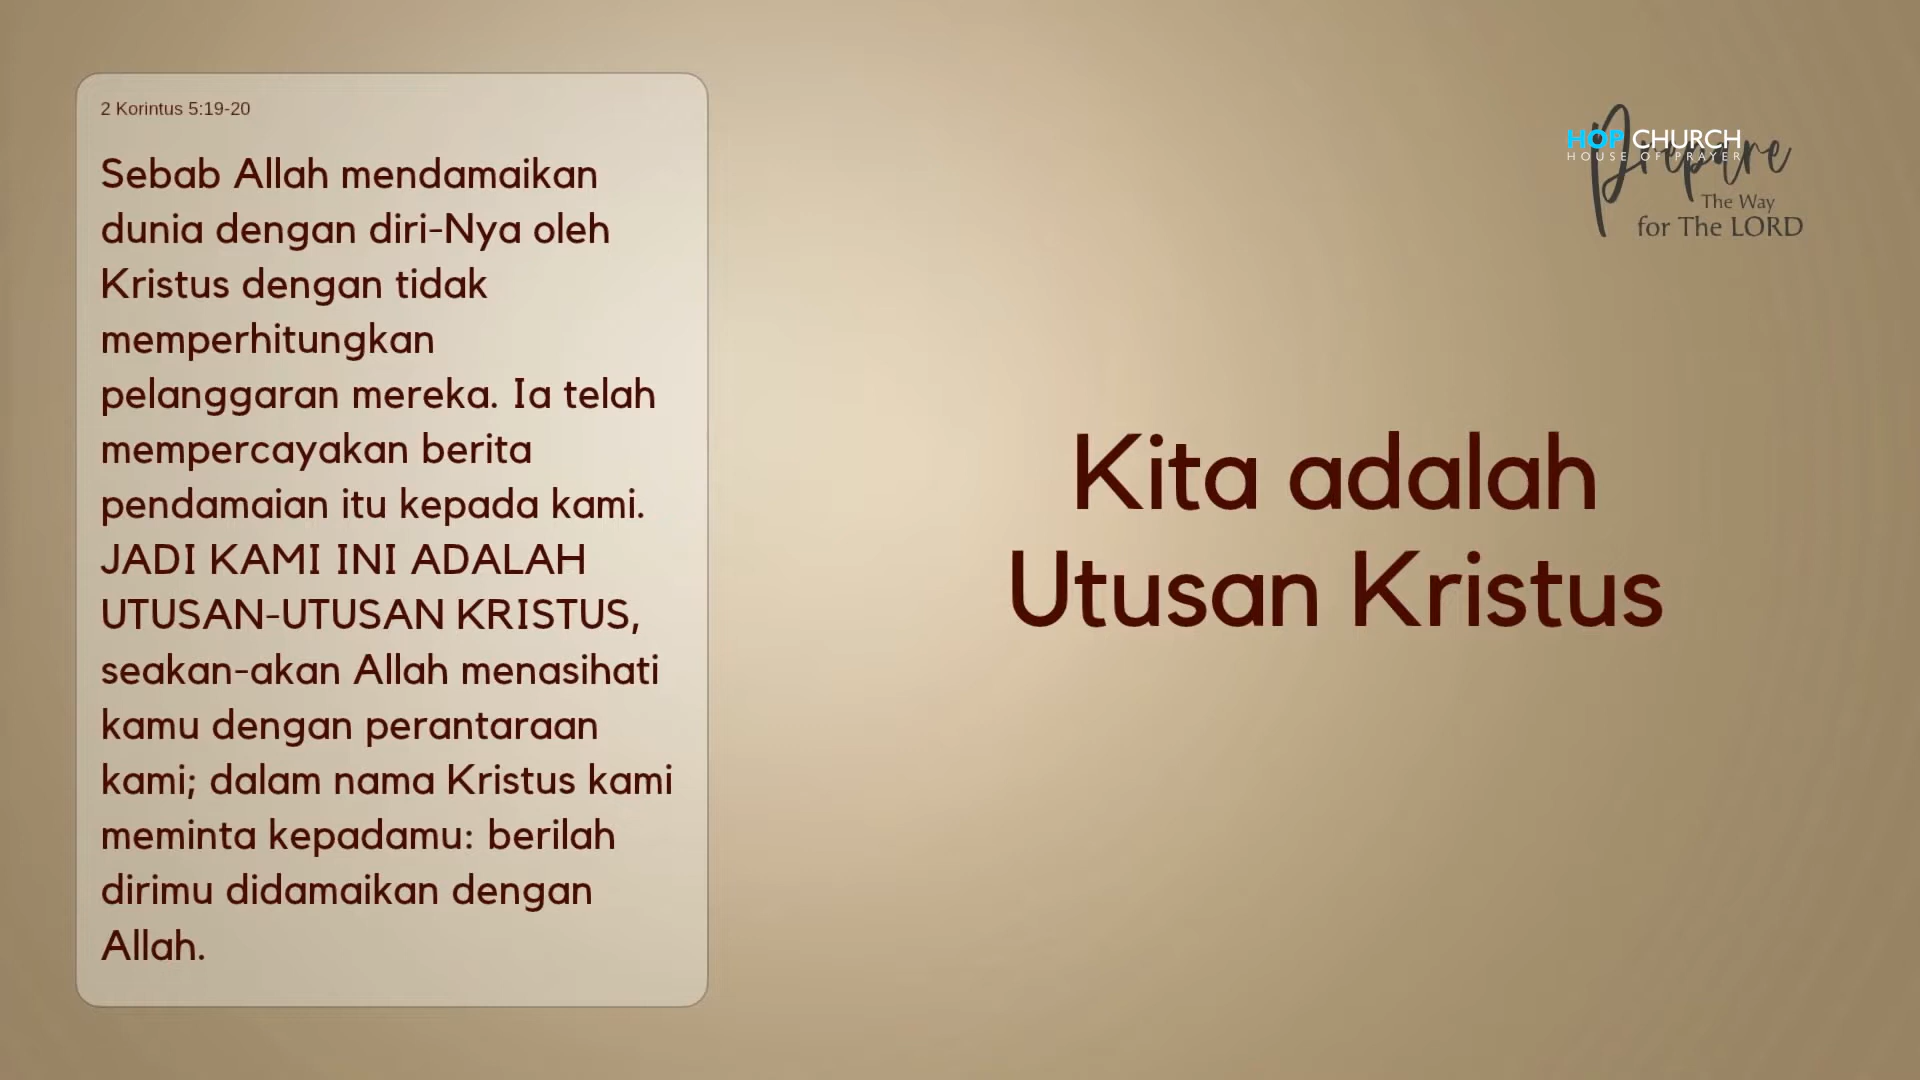 2 Korintus 5:19-20
Sebab Allah mendamaikan
dunia dengan diri-Nya oleh
Kristus dengan tidak
memperhitungkan
pelanggaran mereka. Ia telah
mempercayakan berita
pendamaian itu kepada kami.
JADI KAMI INI ADALAH
UTUSAN-UTUSAN KRISTUS,
seakan-akan Allah menasihati
kamu dengan perantaraan
kami; dalam nama Kristus kami
meminta kepadamu: berilah
dirimu didamaikan dengan
Allah.
HOP CHURCH
HOUSE OF PRAYER
Prepare
The Way
for The LORD
Kita adalah
Utusan Kristus